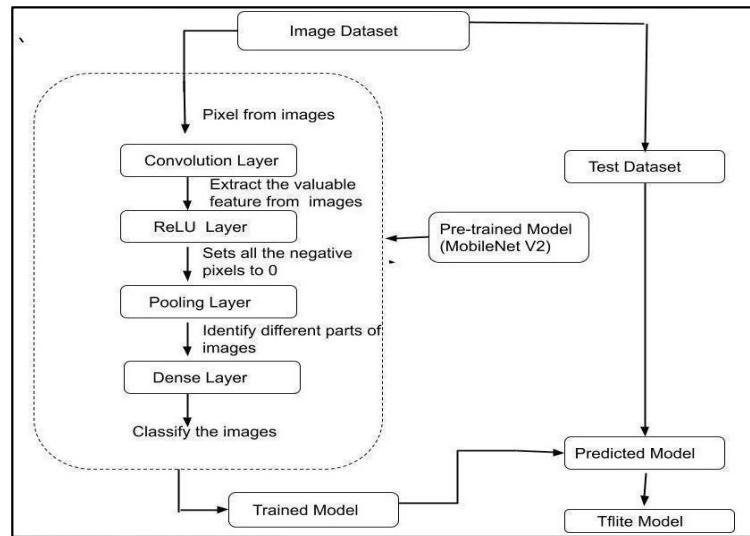 Image Dataset
Pixel from images
Convolution Layer
Test Dataset
Extract the valuable
feature from images
ReLU Layer
Pre-trained Model
(MobileNet V2)
Sets all the negative
pixels to 0
Pooling Layer
Identify different parts of
images
Dense Layer
Classify the images
Predicted Model
Trained Model
Tflite Model